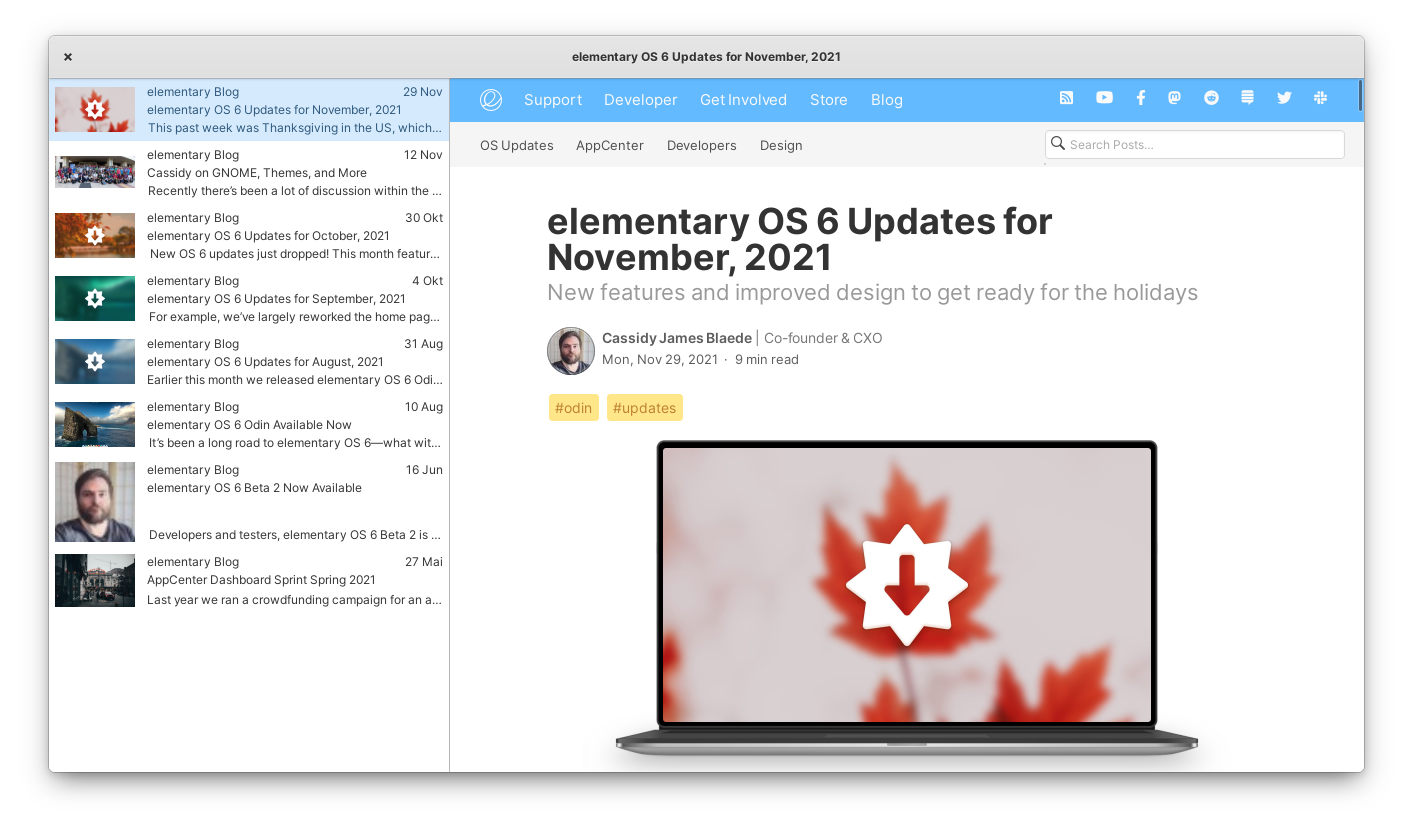 elementary OS 6 Updates for November, 2021
elementary Blog 29 Nov
elementary OS 6 Updates for November, 2021
This past week was Thanksgiving in the US, which…
elementary Blog 12 Nov
Cassidy on GNOME, Themes, and More
Recently there’s been a lot of discussion within the …
elementary Blog 30 Okt
elementary OS 6 Updates for October, 2021
New OS 6 updates just dropped! This month featur…
elementary Blog 4 Okt
elementary OS 6 Updates for September, 2021
For example, we’ve largely reworked the home pag…
elementary Blog 31 Aug
elementary OS 6 Updates for August, 2021
Earlier this month we released elementary OS 6 Odi…
elementary Blog 10 Aug
elementary OS 6 Odin Available Now
It’s been a long road to elementary OS 6—what wit…
elementary Blog 16 Jun
elementary OS 6 Beta 2 Now Available
Developers and testers, elementary OS 6 Beta 2 is …
elementary Blog 27 Mai
AppCenter Dashboard Sprint Spring 2021
Last year we ran a crowdfunding campaign for an a…
Support Developer Get Involved Store Blog
OS Updates AppCenter Developers Design Search Posts…
elementary OS 6 Updates for
November, 2021
New features and improved design to get ready for the holidays
Cassidy James Blaede | Co-founder & CXO
Mon, Nov 29, 2021 · 9 min read
#odin #updates